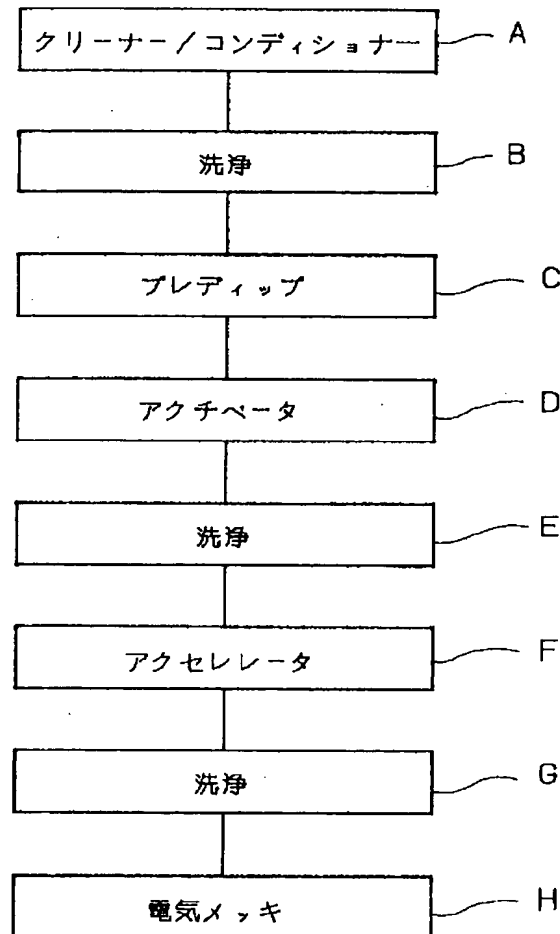 クリーナー/コンディショナー A
洗浄 B
プレディップ C
アクチベータ D
洗浄 E
アクセレレータ F
洗浄 G
電気メッキ H